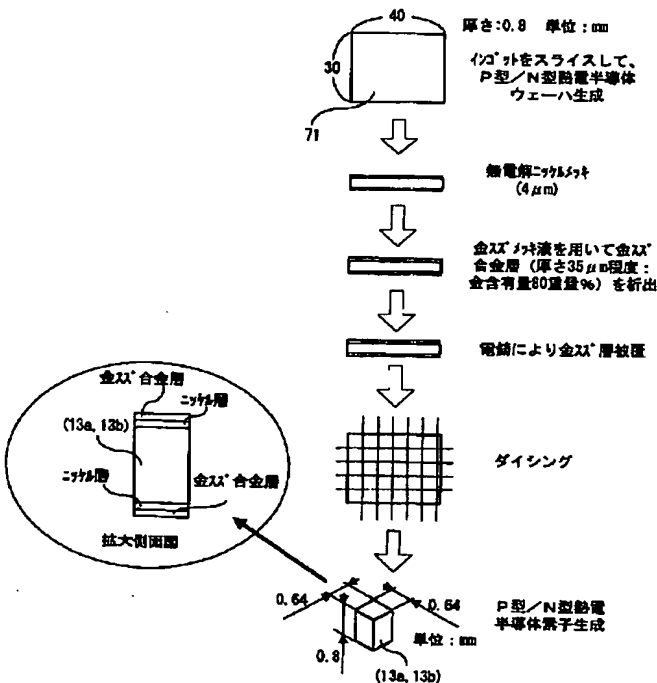 40
厚さ:0.8 単位:mm
30
インゴットをスライスして、
P型/N型熱電半導体
ウェーハ生成
71
無電解ニッケルメッキ
(4μm)
金スズメッキ液を用いて金スズ
合金層(厚さ35μm程度:
金含有量80重量%)を析出
電鋳により金スズ層被覆
金スズ合金層
ニッケル層
(13a, 13b)
ニッケル層
金スズ合金層
拡大側面図
ダイシング
0.64
0.64
P型/N型熱電
半導体素子生成
単位:mm
0.8
(13a, 13b)